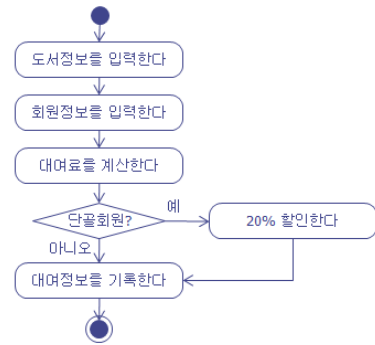 도서정보를 입력한다
회원정보를 입력한다
대여료를 계산한다
단골회원?
예
20% 할인한다
아니오
대여정보를 기록한다